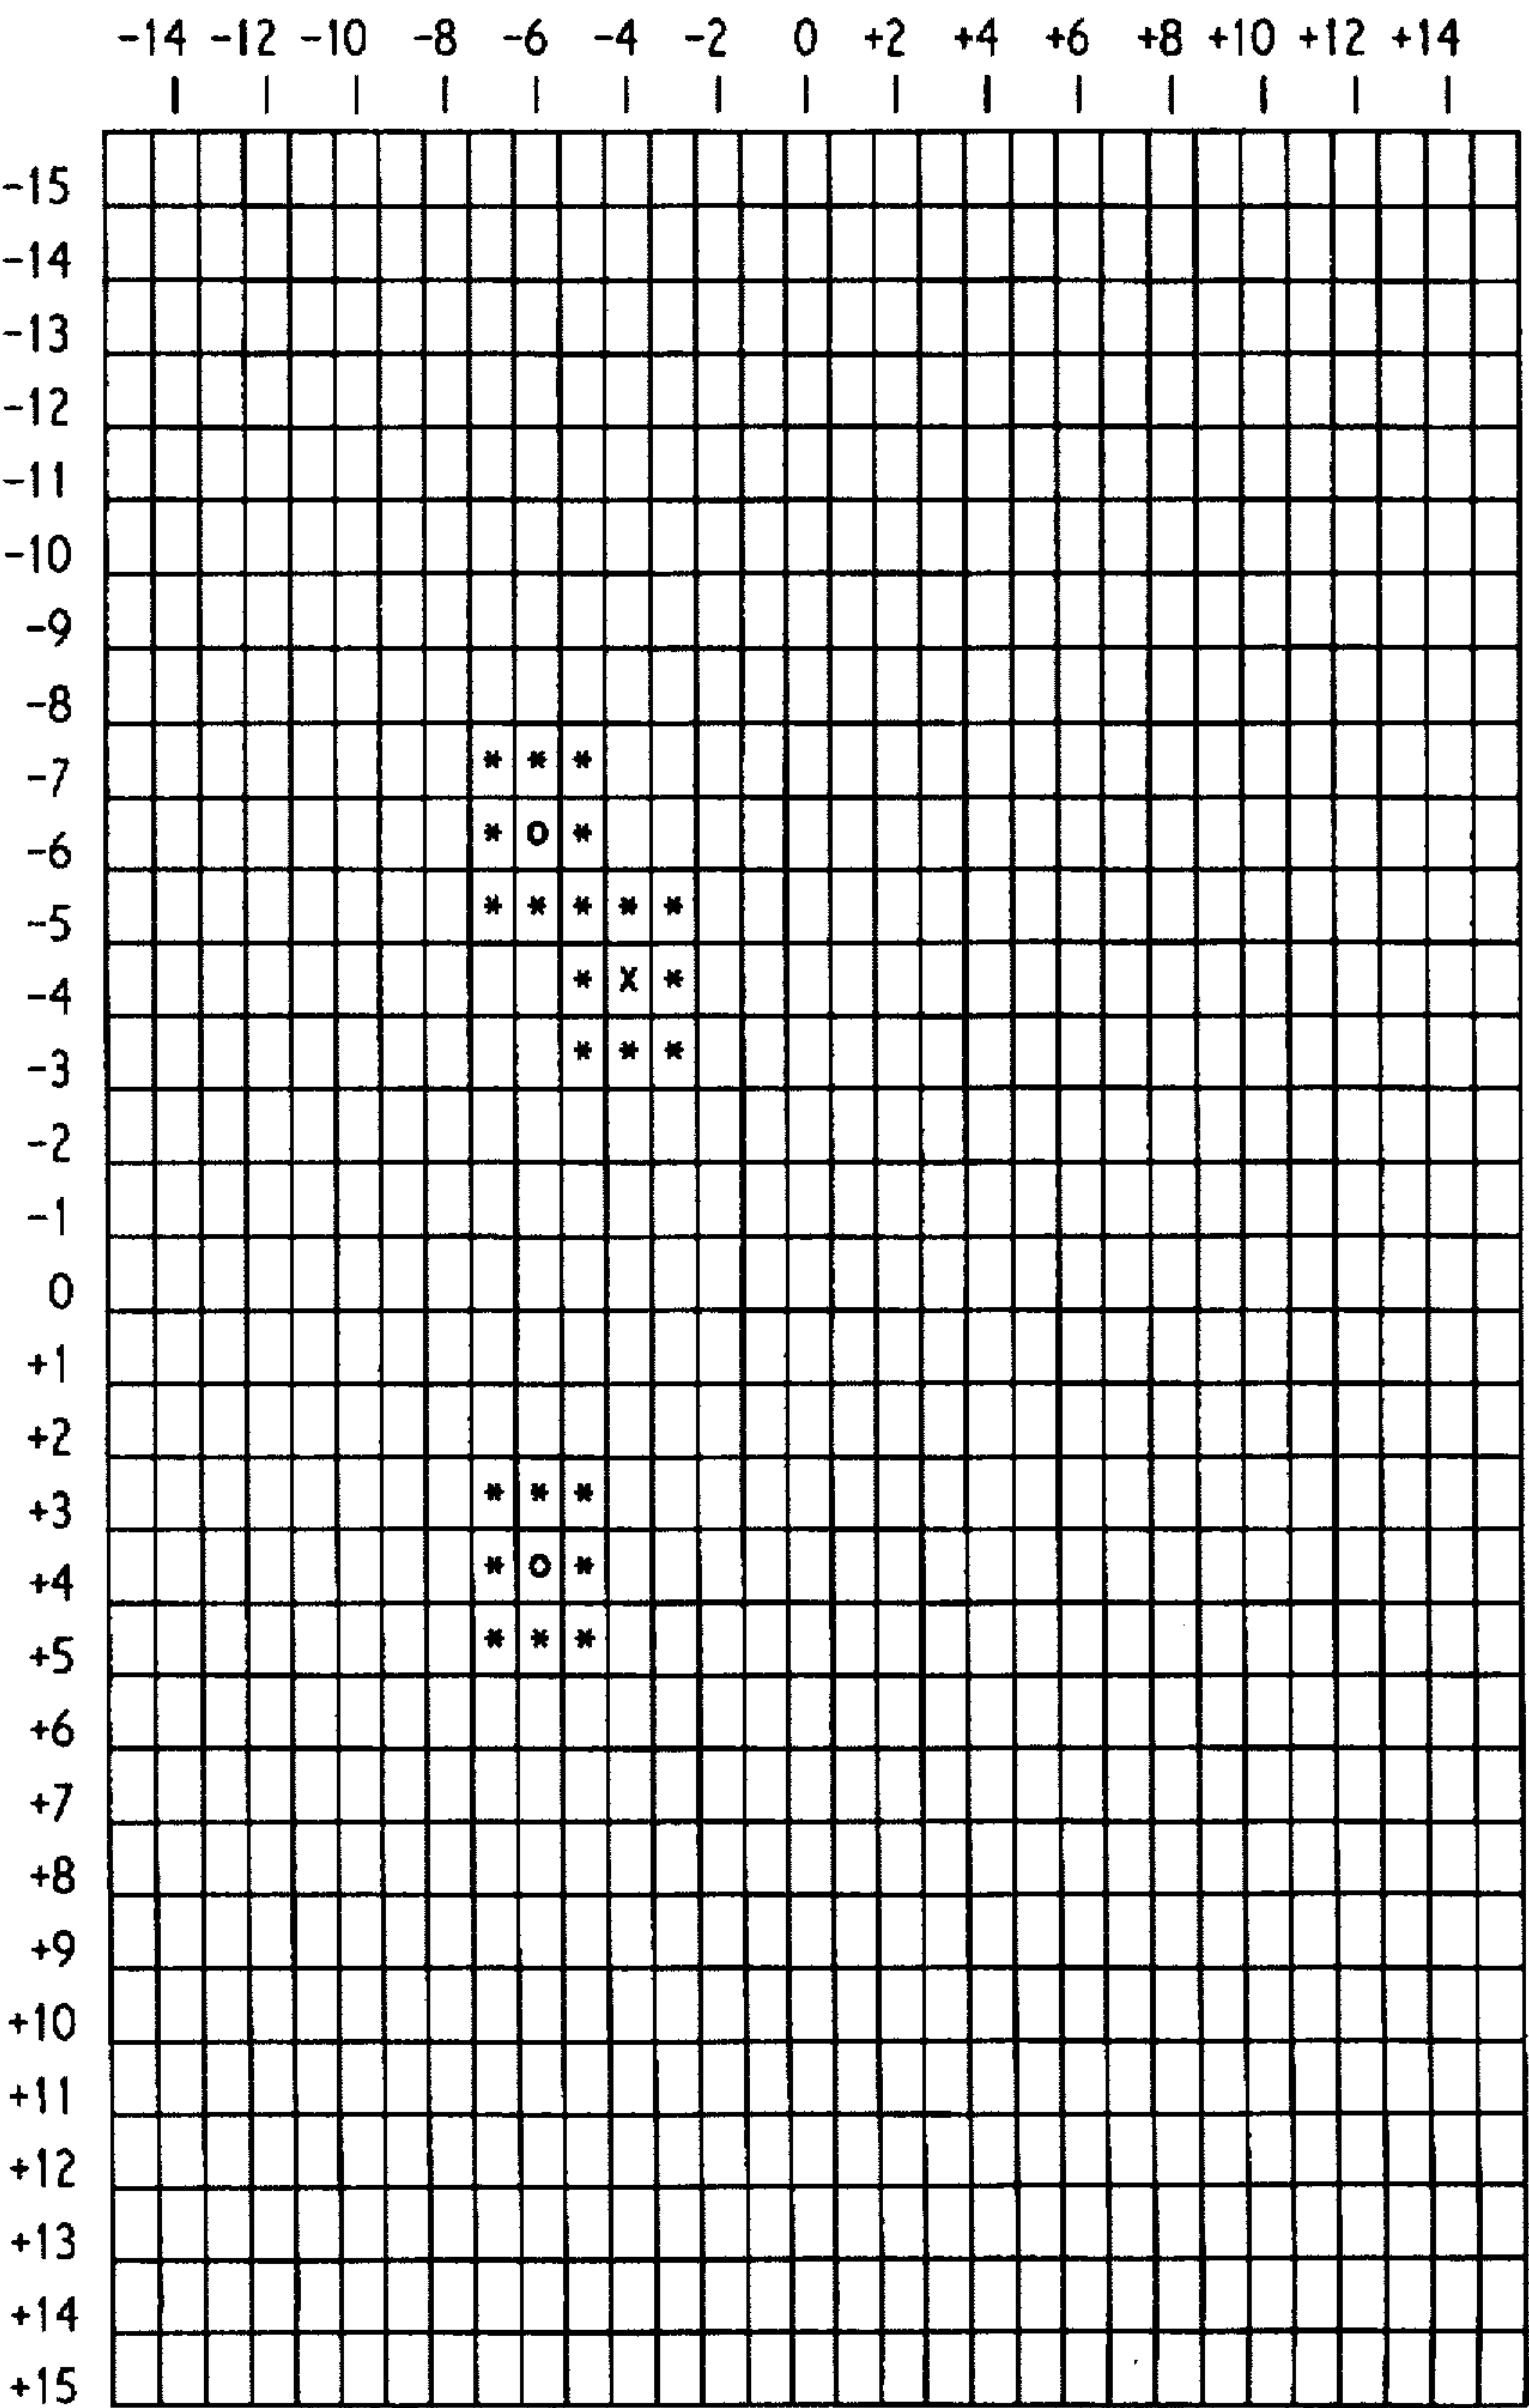 -14 -12 -10 -8 -6 -4 -2 0 +2 +4 +6 +8 +10 +12 +14
-15
-14
-13
-12
-11
-10
-9
-8
-7 * * *
-6 * O *
-5 * * * * *
-4 * X *
-3 * * *
-2
-1
0
+1
+2
+3 * * *
+4 * O *
+5 * * *
+6
+7
+8
+9
+10
+11
+12
+13
+14
+15